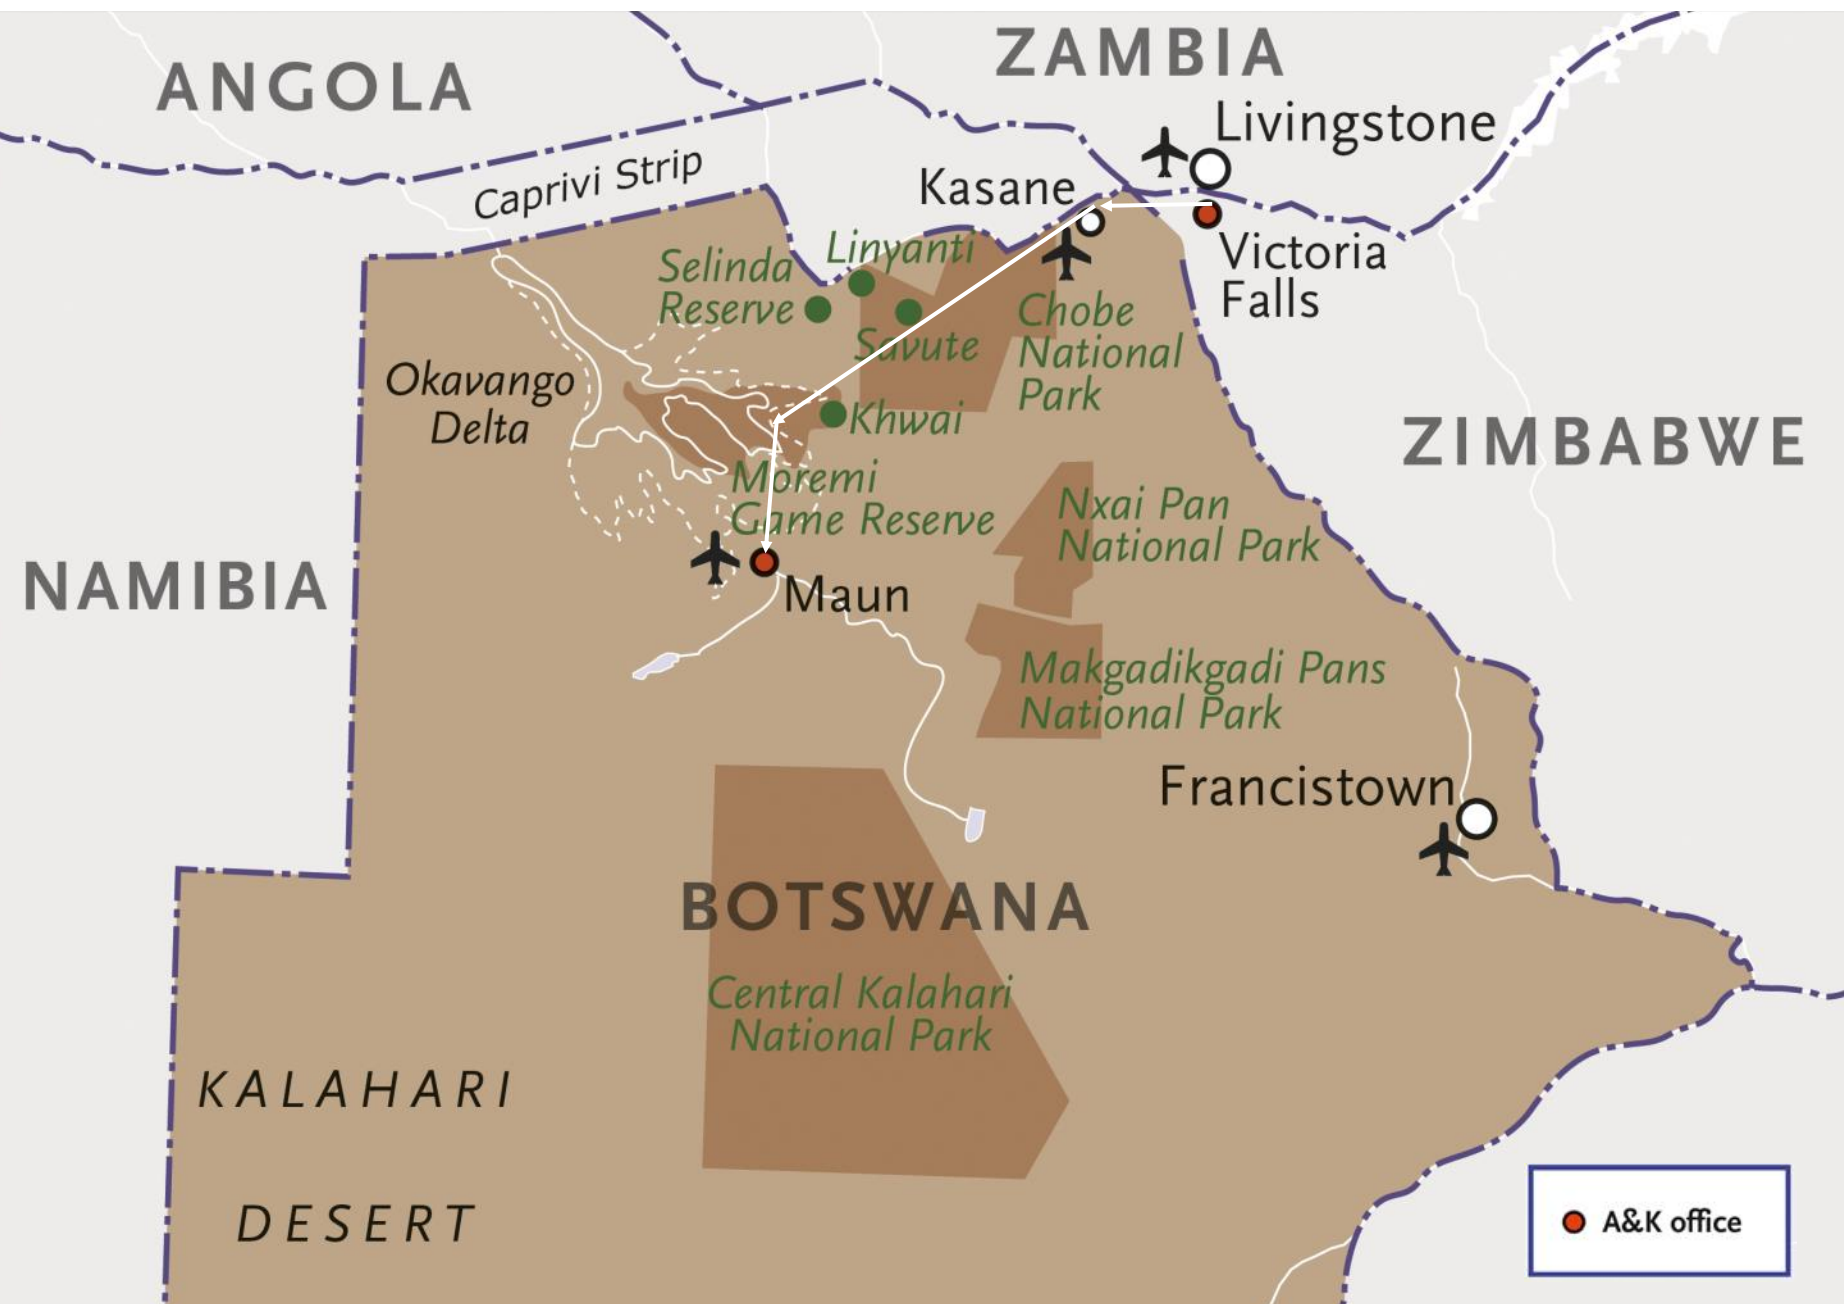 ZAMBIA
ANGOLA
Livingstone
Caprivi Strip
Kasane
Victoria
Falls
Linyanti
Selinda
Reserve
Chobe
National
Park
Savute
Okavango
Delta
Khwai
ZIMBABWE
Moremi
Game Reserve
Nxai Pan
National Park
NAMIBIA
Maun
Makgadikgadi Pans
National Park
Francistown
BOTSWANA
Central Kalahari
National Park
KALAHARI
DESERT
A&K office